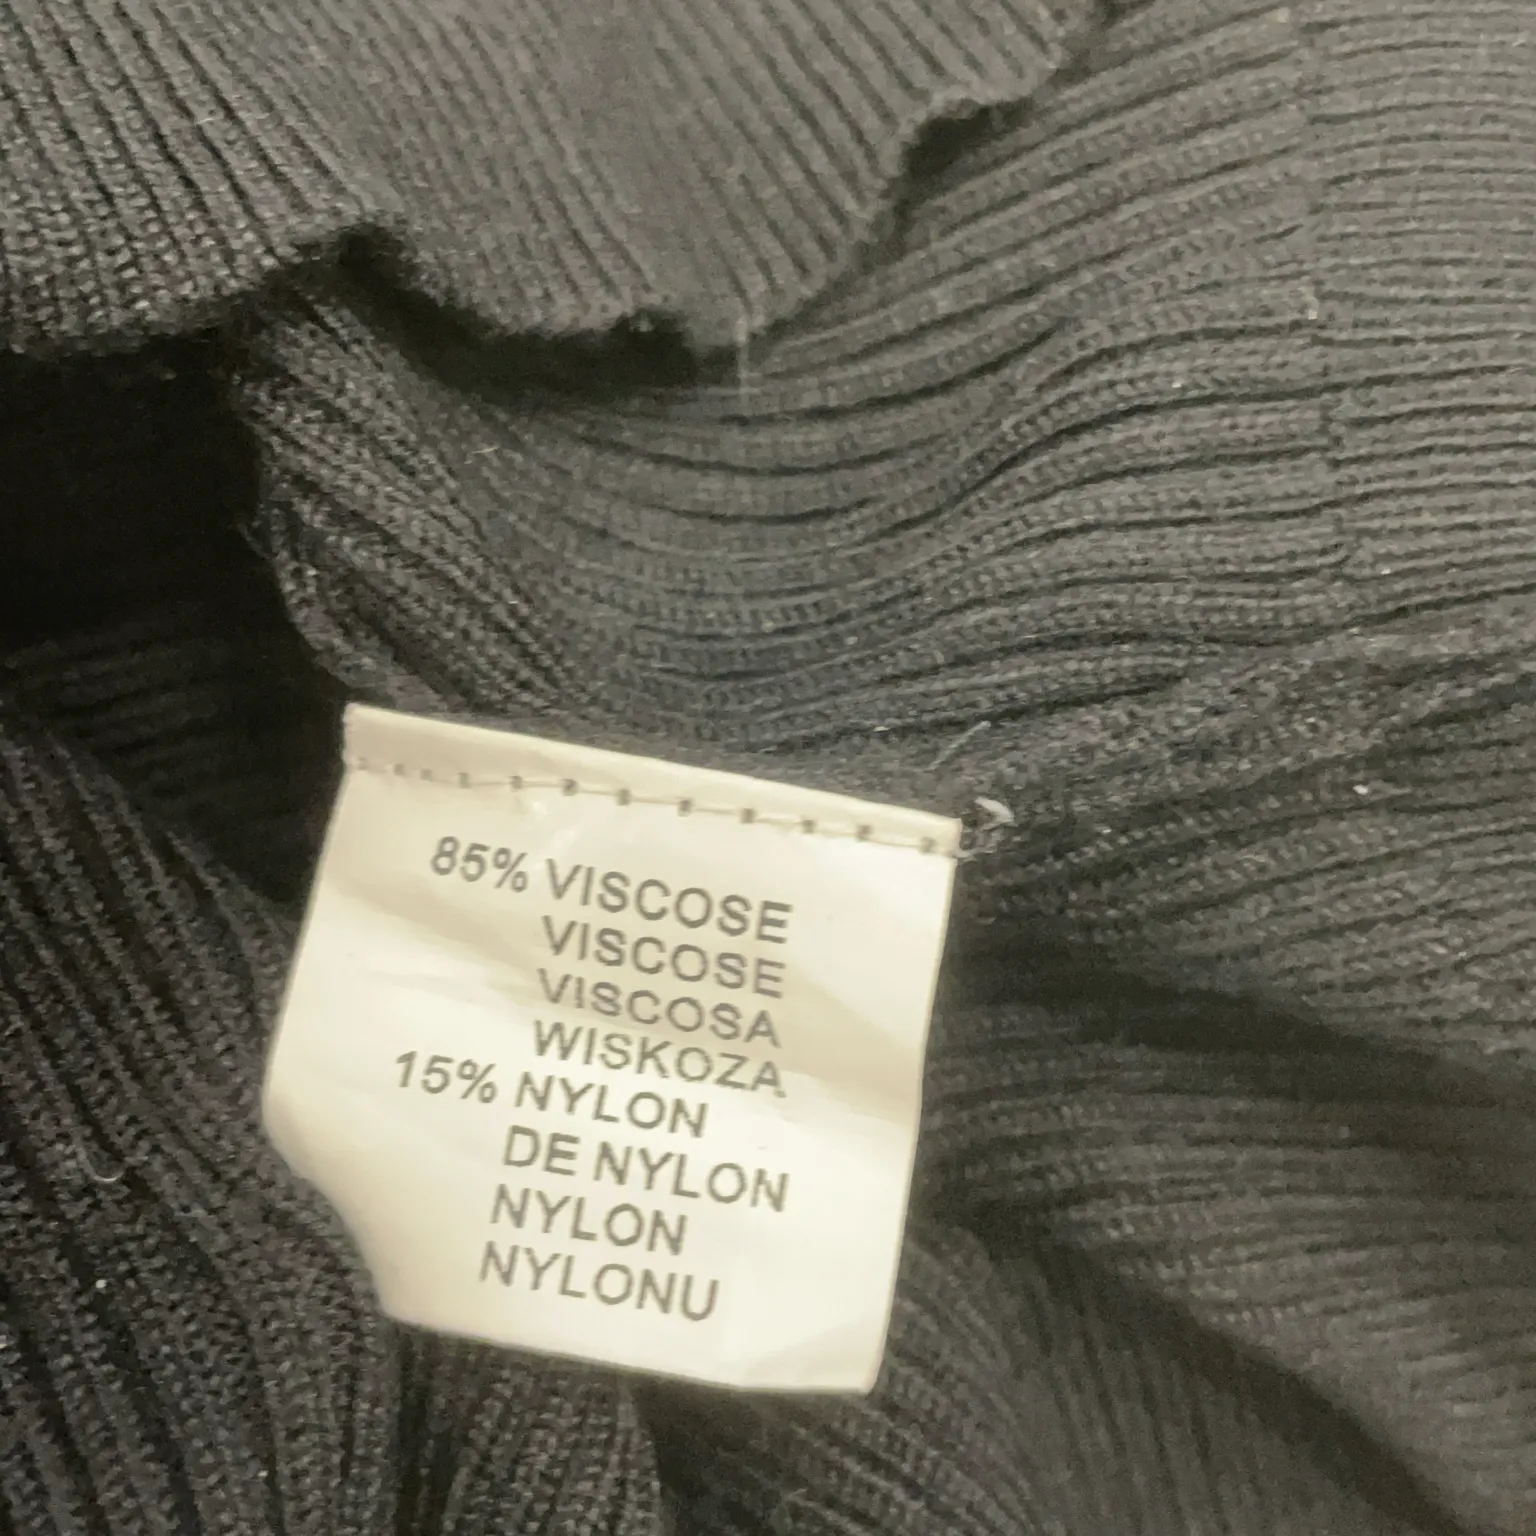 85% VISCOSE
VISCOSE
VISCOSA
WISKOZA
15% NYLON
DE NYLON
NYLON
NYLONU